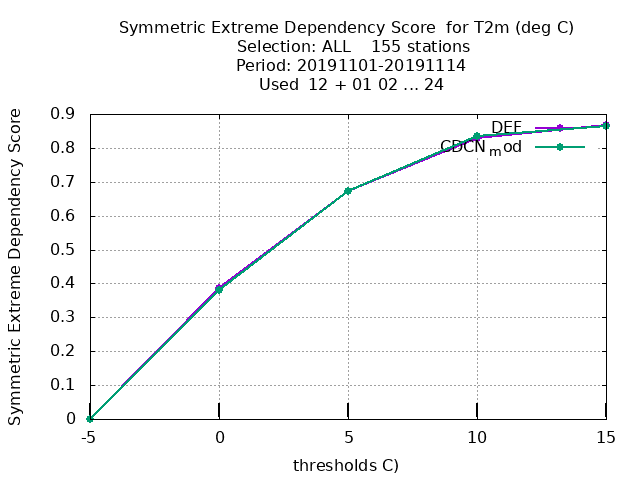 Symmetric Extreme Dependency Score  for T2m (deg C)
Selection: ALL    155 stations
Period: 20191101-20191114
Used  12 + 01 02 ... 24
Symmetric Extreme Dependency Score
0.9
0.8
0.7
0.6
0.5
0.4
0.3
0.2
0.1
0
DEF
CDCNmod
-5
0
5
10
15
thresholds C)